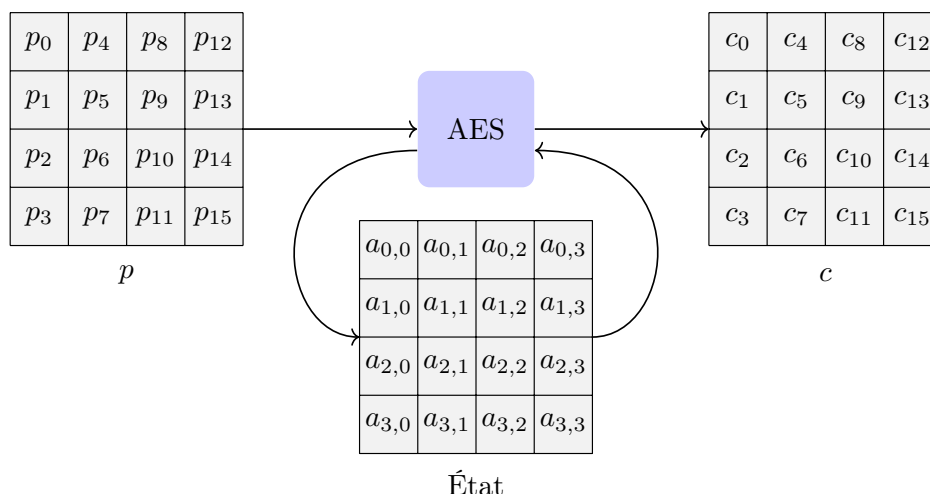 p₀ p₄ p₈ p₁₂ c₀ c₄ c₈ c₁₂
p₁ p₅ p₉ p₁₃ AES c₁ c₅ c₉ c₁₃
p₂ p₆ p₁₀ p₁₄ c₂ c₆ c₁₀ c₁₄
p₃ p₇ p₁₁ p₁₅ c₃ c₇ c₁₁ c₁₅
p c
a₀,₀ a₀,₁ a₀,₂ a₀,₃
a₁,₀ a₁,₁ a₁,₂ a₁,₃
a₂,₀ a₂,₁ a₂,₂ a₂,₃
a₃,₀ a₃,₁ a₃,₂ a₃,₃
État